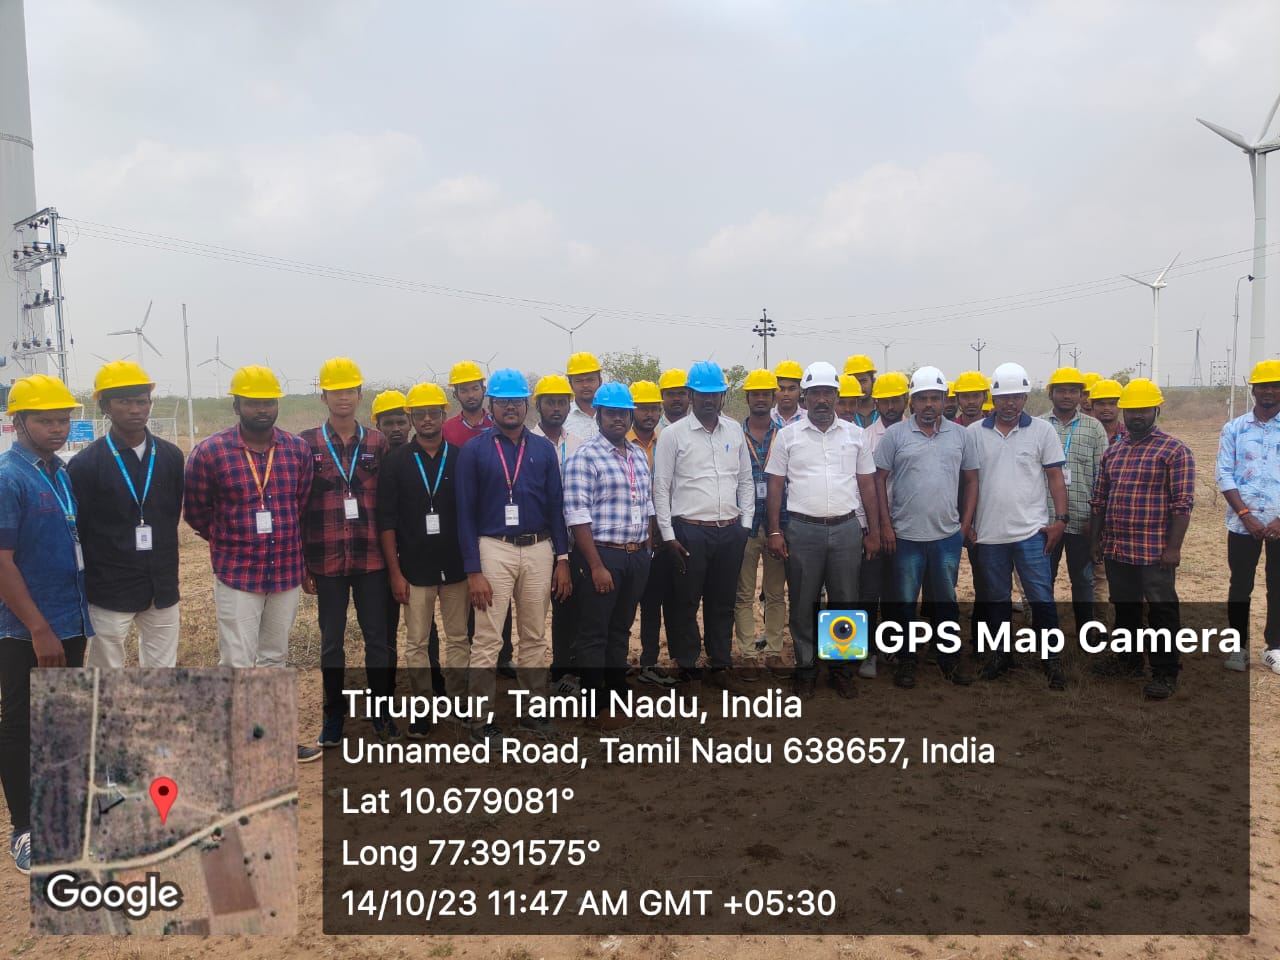 GPS Map Camera
Tiruppur, Tamil Nadu, India
Unnamed Road, Tamil Nadu 638657, India
Lat 10.679081°
Long 77.391575°
14/10/23 11:47 AM GMT +05:30
Google